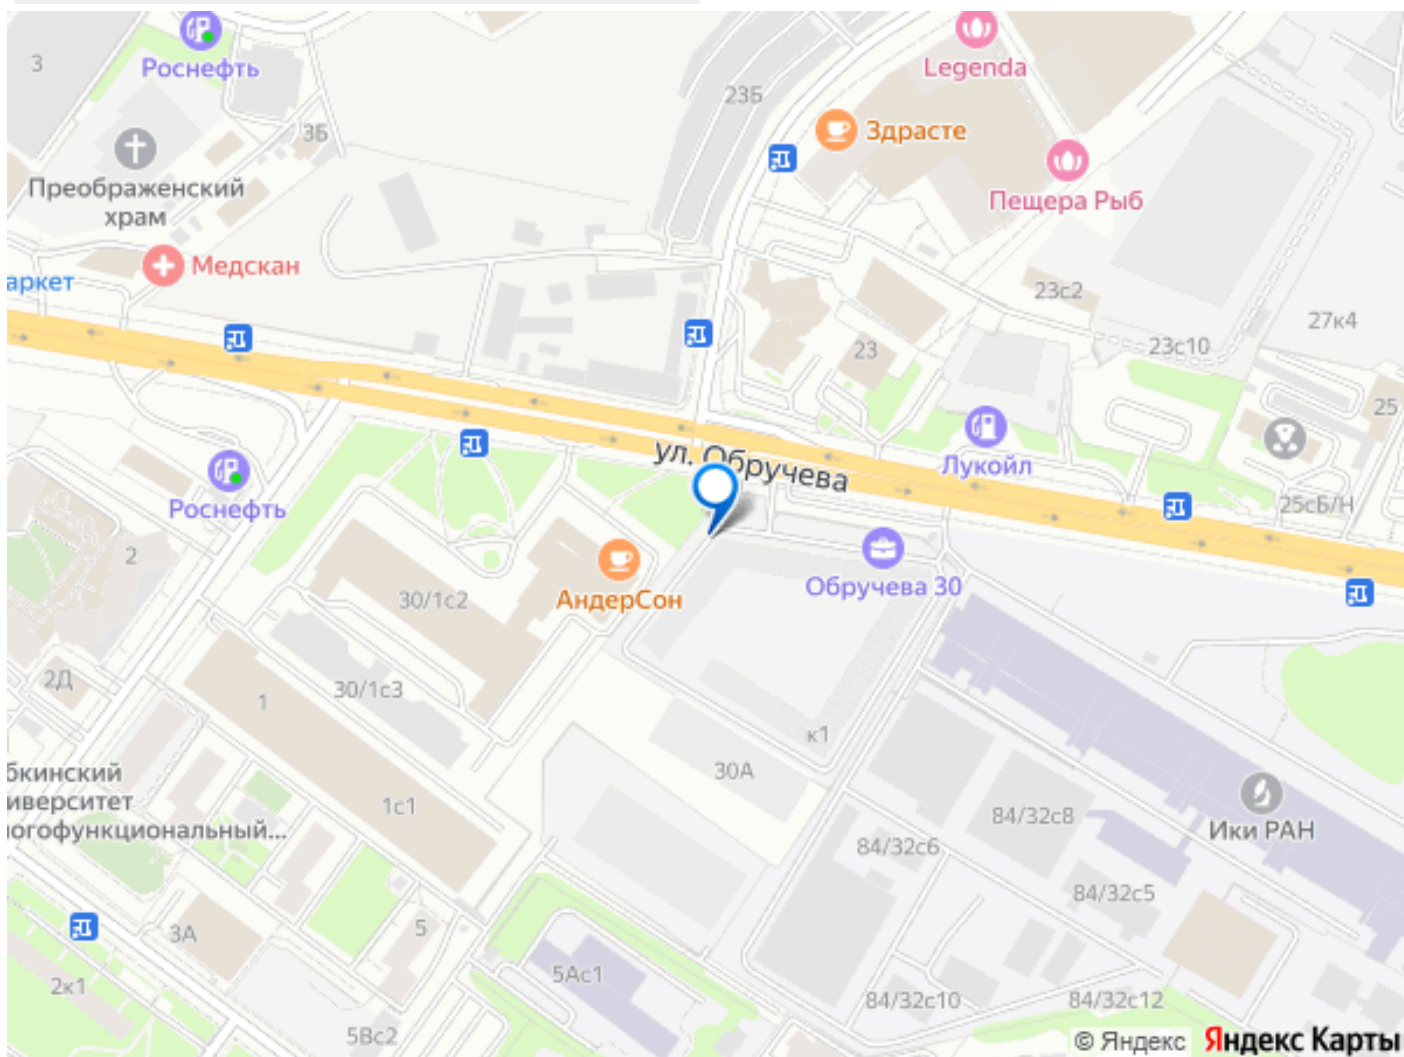 3
Роснефть
3Б
Преображенский
храм
Медскан
аркет
23Б
Legenda
Здрасте
Пещера Рыб
23с2
27к4
23с10
23
25
Лукойл
25сБ/Н
ул. Обручева
Роснефть
2
30/1с2
АндерСон
Обручева 30
2Д
1
30/1с3
к1
30А
бкинский
иверситет
огофункциональный...
1с1
84/32с8
Ики РАН
84/32с6
84/32с5
3А
5
5Ас1
2к1
84/32с10
84/32с12
5Вс2
© Яндекс Яндекс Карты